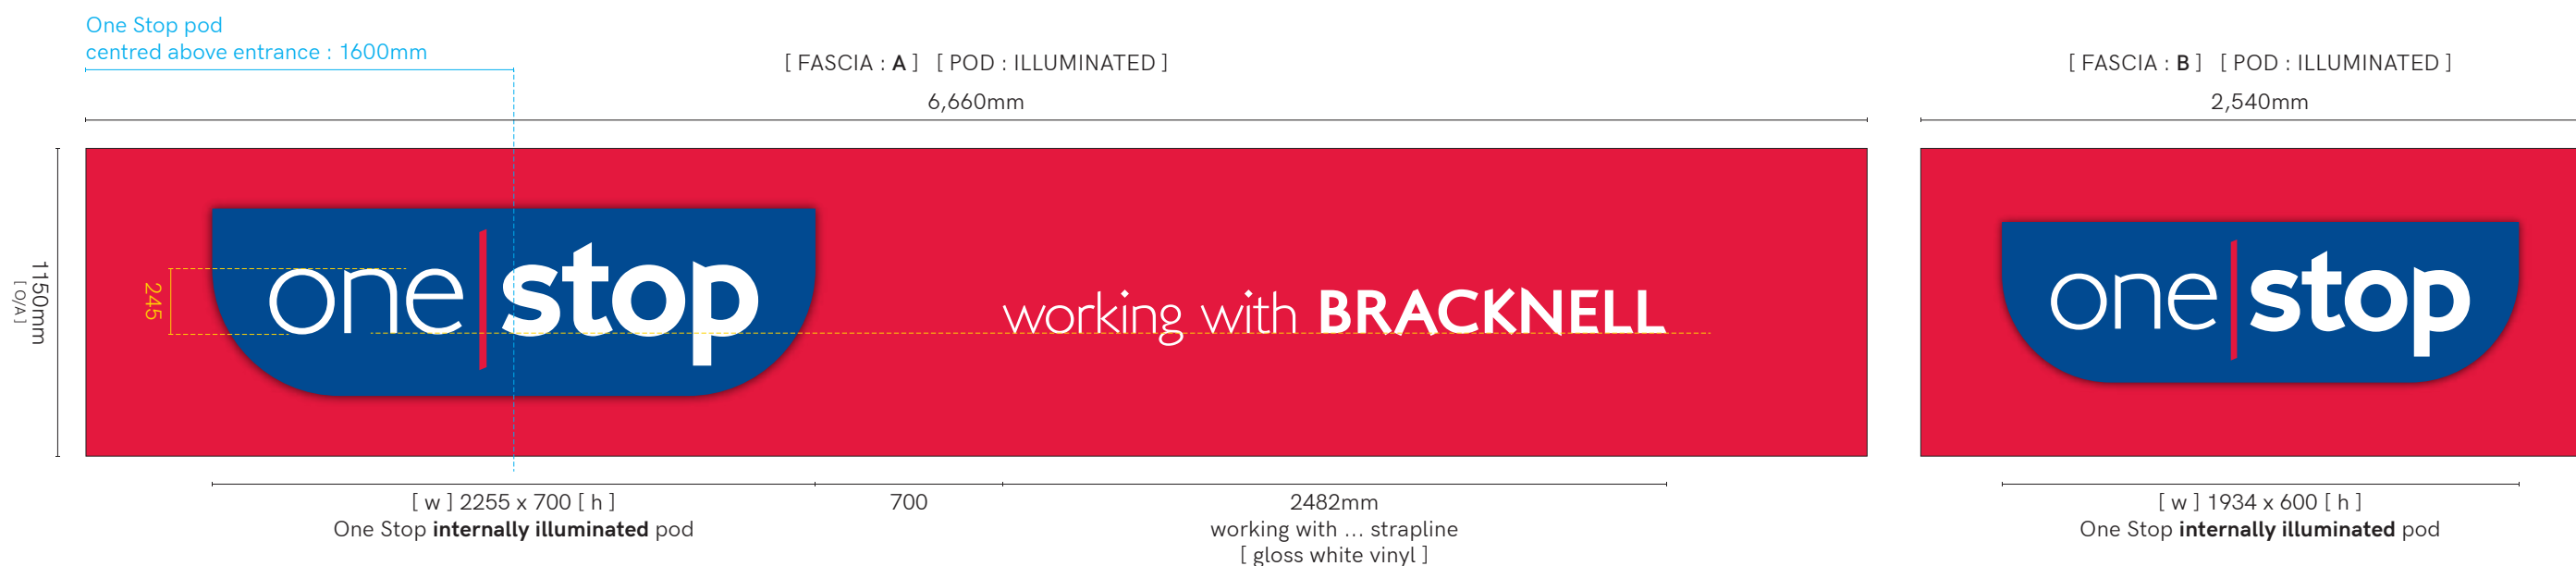 One Stop pod
centred above entrance : 1600mm
[ FASCIA : A ] [ POD : ILLUMINATED ]
6,660mm
[ FASCIA : B ] [ POD : ILLUMINATED ]
2,540mm
1150mm
[ O/A ]
245
one stop
working with BRACKNELL
one stop
[ w ] 2255 x 700 [ h ]
One Stop internally illuminated pod
700
2482mm
working with ... strapline
[ gloss white vinyl ]
[ w ] 1934 x 600 [ h ]
One Stop internally illuminated pod